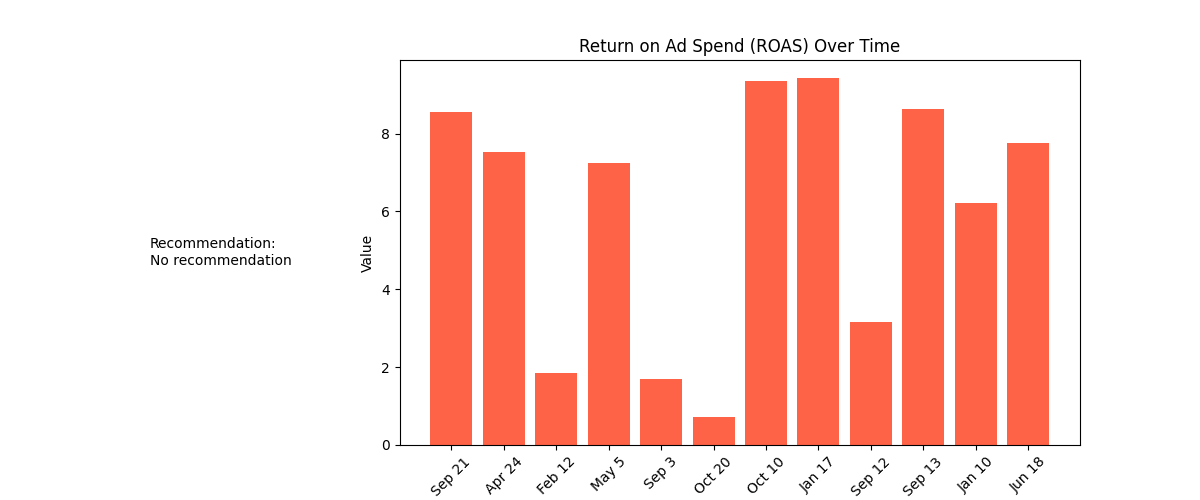 Return on Ad Spend (ROAS) Over Time
Recommendation:
No recommendation
Value
8
6
4
2
0
Sep 21
Apr 24
Feb 12
May 5
Sep 3
Oct 20
Oct 10
Jan 17
Sep 12
Sep 13
Jan 10
Jun 18